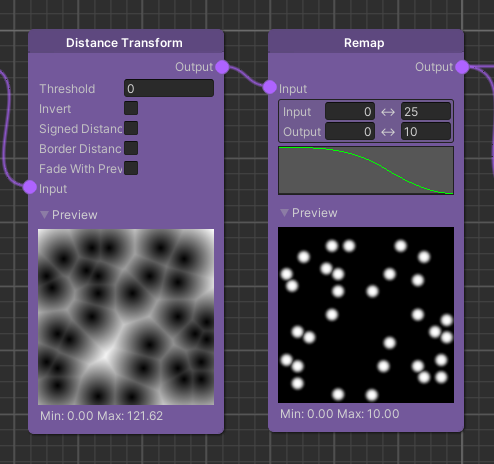 Distance Transform
Output
Threshold 0
Invert
Signed Distanc
Border Distanc
Fade With Prev
Input
Preview
Min: 0.00 Max: 121.62
Remap
Output
Input
Input 0 ↔ 25
Output 0 ↔ 10
Preview
Min: 0.00 Max: 10.00